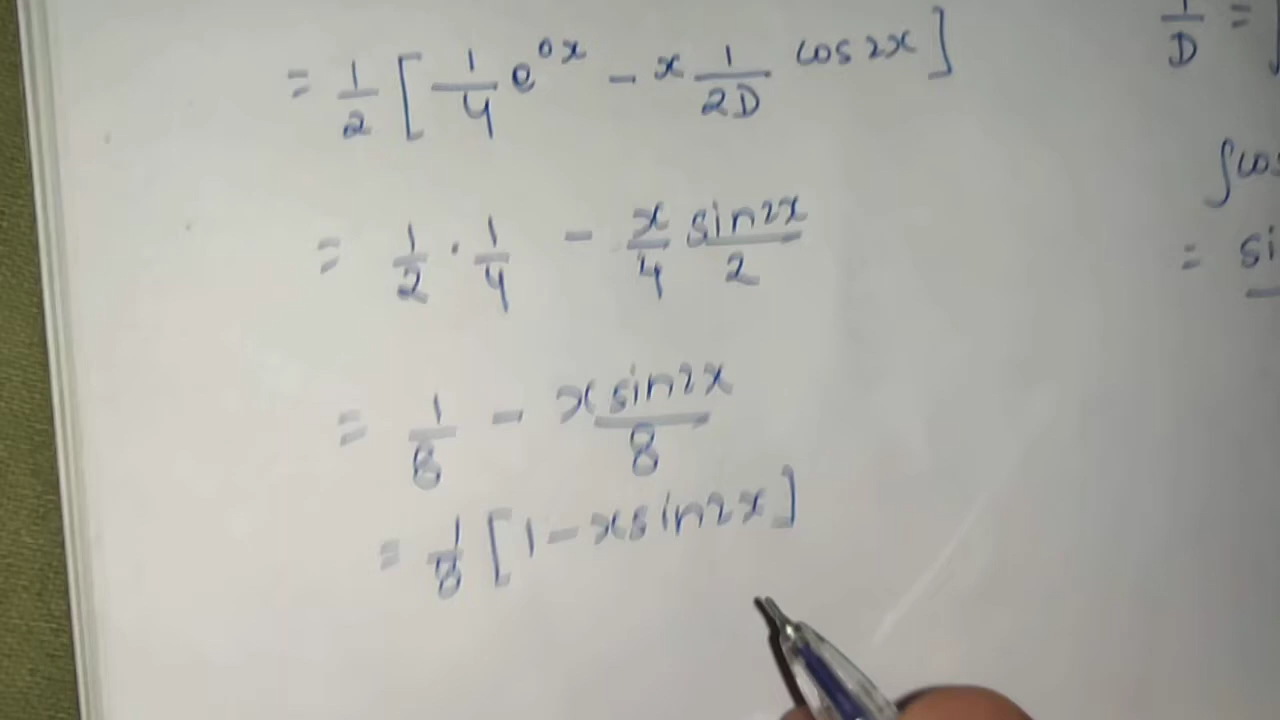 = 1/2 [ 1/4 e^{0x} - x 1/2D cos 2x ]
1/D =
= 1/2 · 1/4 - x/4 sin2x/2
∫cos
= si
= 1/8 - x sin2x/8
= 1/8 [1 - x sin2x]